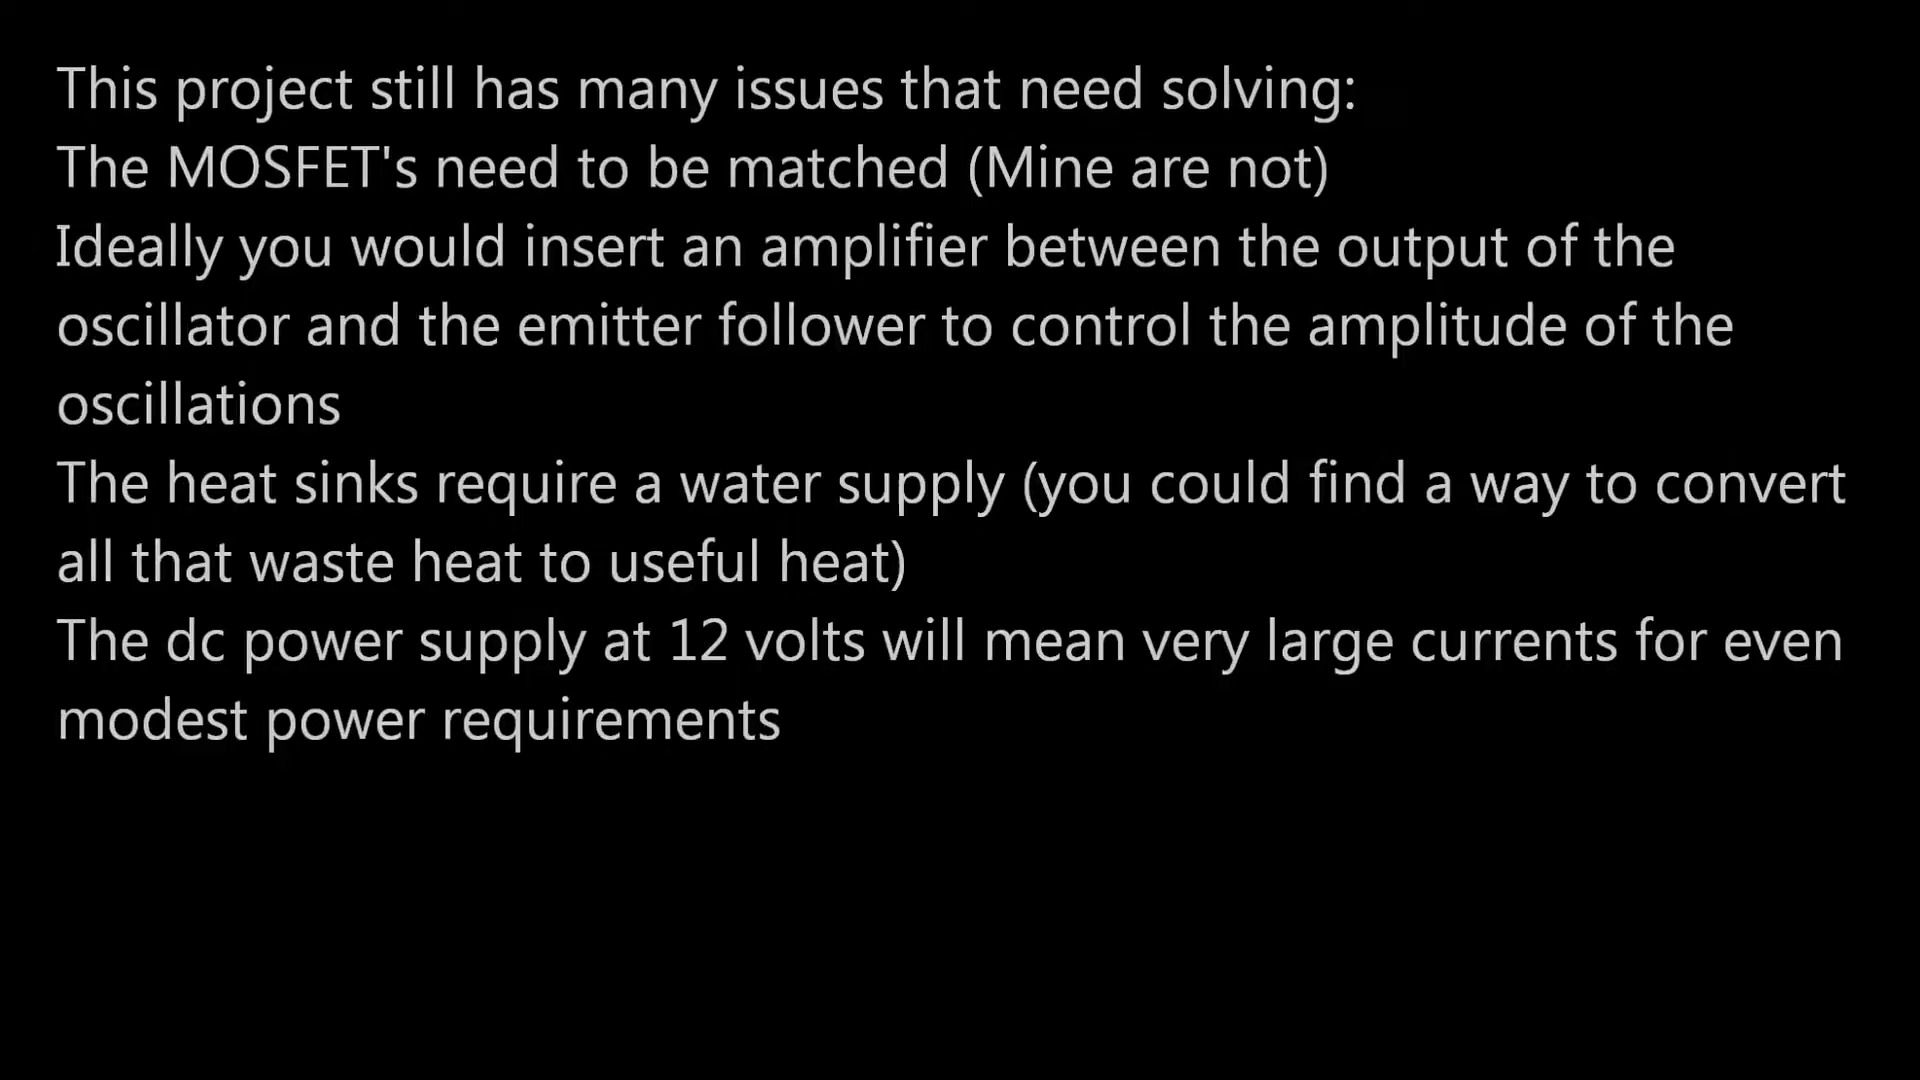 This project still has many issues that need solving:
The MOSFET's need to be matched (Mine are not)
Ideally you would insert an amplifier between the output of the
oscillator and the emitter follower to control the amplitude of the
oscillations
The heat sinks require a water supply (you could find a way to convert
all that waste heat to useful heat)
The dc power supply at 12 volts will mean very large currents for even
modest power requirements